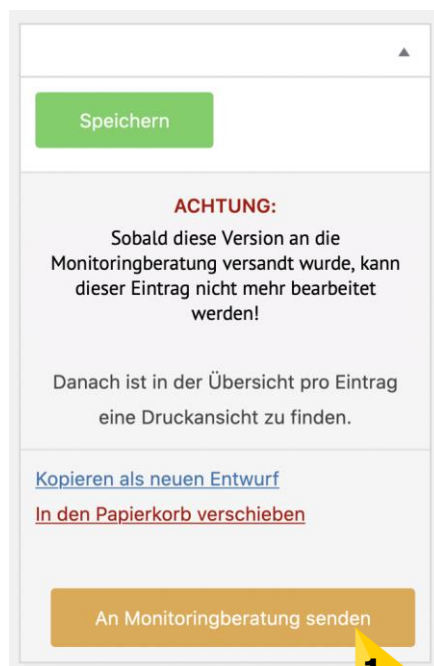 Speichern
ACHTUNG:
Sobald diese Version an die
Monitoringberatung versandt wurde, kann
dieser Eintrag nicht mehr bearbeitet
werden!
Danach ist in der Übersicht pro Eintrag
eine Druckansicht zu finden.
Kopieren als neuen Entwurf
In den Papierkorb verschieben
An Monitoringberatung senden
1